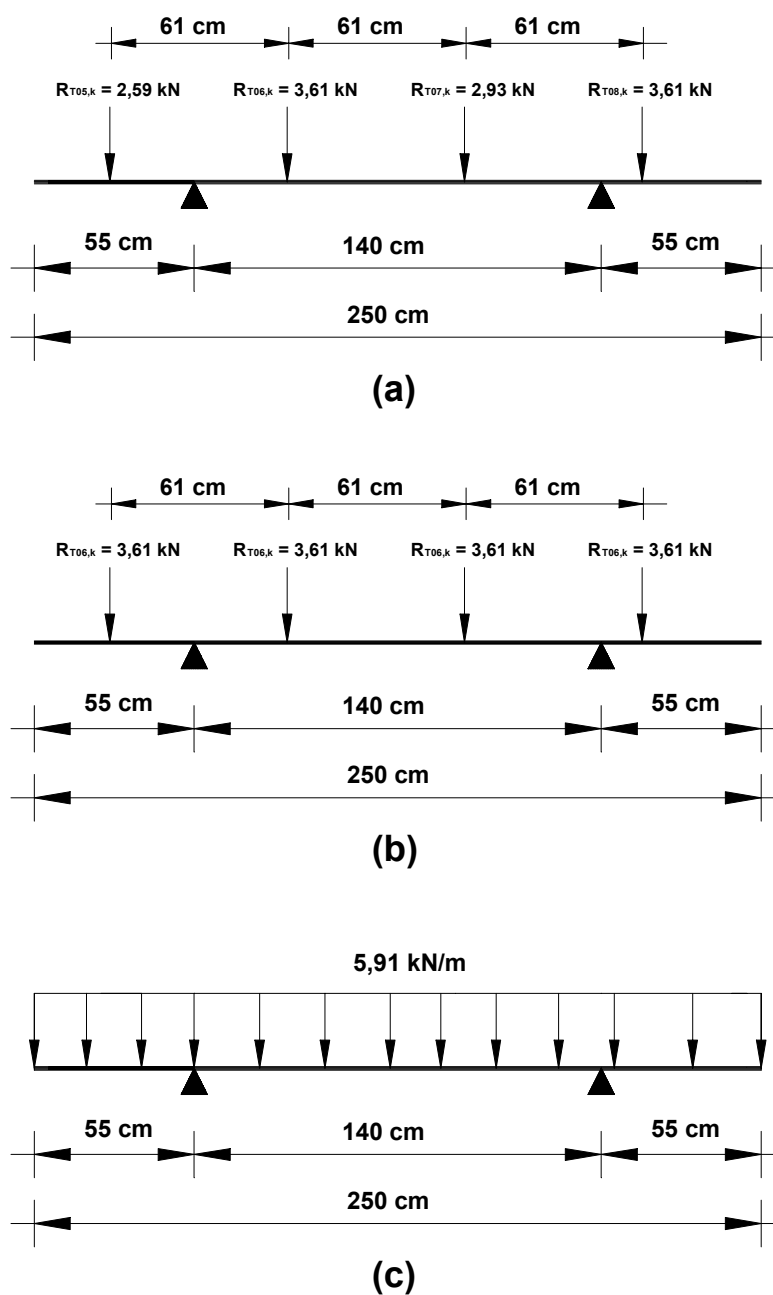 61 cm 61 cm 61 cm
RT05,k = 2,59 kN RT06,k = 3,61 kN RT07,k = 2,93 kN RT08,k = 3,61 kN
55 cm 140 cm 55 cm
250 cm
(a)
61 cm 61 cm 61 cm
RT06,k = 3,61 kN RT06,k = 3,61 kN RT06,k = 3,61 kN RT06,k = 3,61 kN
55 cm 140 cm 55 cm
250 cm
(b)
5,91 kN/m
55 cm 140 cm 55 cm
250 cm
(c)